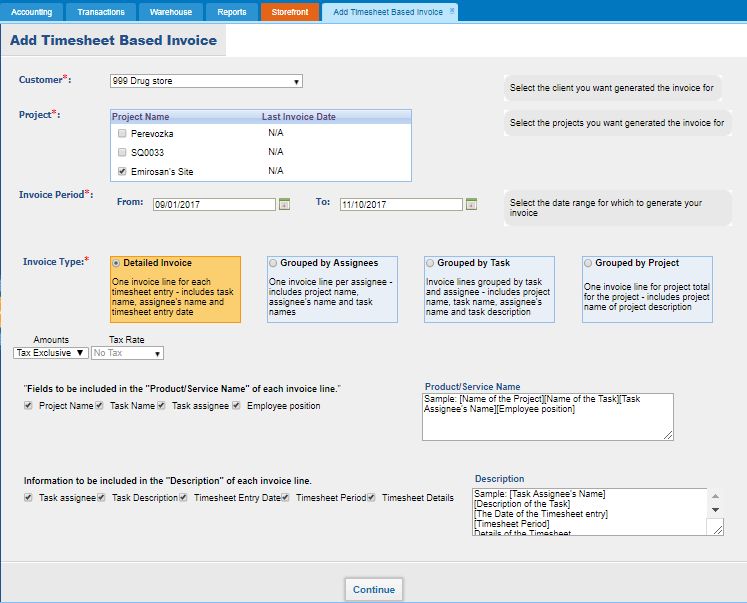 Accounting Transactions Warehouse Reports Storefront Add Timesheet Based Invoice x
Add Timesheet Based Invoice
Customer*: 999 Drug store
Select the client you want generated the invoice for
Project*:
Project Name Last Invoice Date
Perevozka N/A
SQ0033 N/A
Emirosan's Site N/A
Select the projects you want generated the invoice for
Invoice Period*: From: 09/01/2017 To: 11/10/2017
Select the date range for which to generate your
invoice
Invoice Type:*
Detailed Invoice
One invoice line for each
timesheet entry - includes task
name, assignee's name and
timesheet entry date
Grouped by Assignees
One invoice line per assignee -
includes project name,
assignee's name and task
names
Grouped by Task
Invoice lines grouped by task
and assignee - includes project
name, task name, assignee's
name and task description
Grouped by Project
One invoice line for project total
for the project - includes project
name of project description
Amounts Tax Rate
Tax Exclusive No Tax
"Fields to be included in the "Product/Service Name" of each invoice line."
Project Name Task Name Task assignee Employee position
Product/Service Name
Sample: [Name of the Project][Name of the Task][Task
Assignee's Name][Employee position]
Information to be included in the "Description" of each invoice line.
Task assignee Task Description Timesheet Entry Date Timesheet Period Timesheet Details
Description
Sample: [Task Assignee's Name]
[Description of the Task]
[The Date of the Timesheet entry]
[Timesheet Period]
Details of the Timesheet
Continue